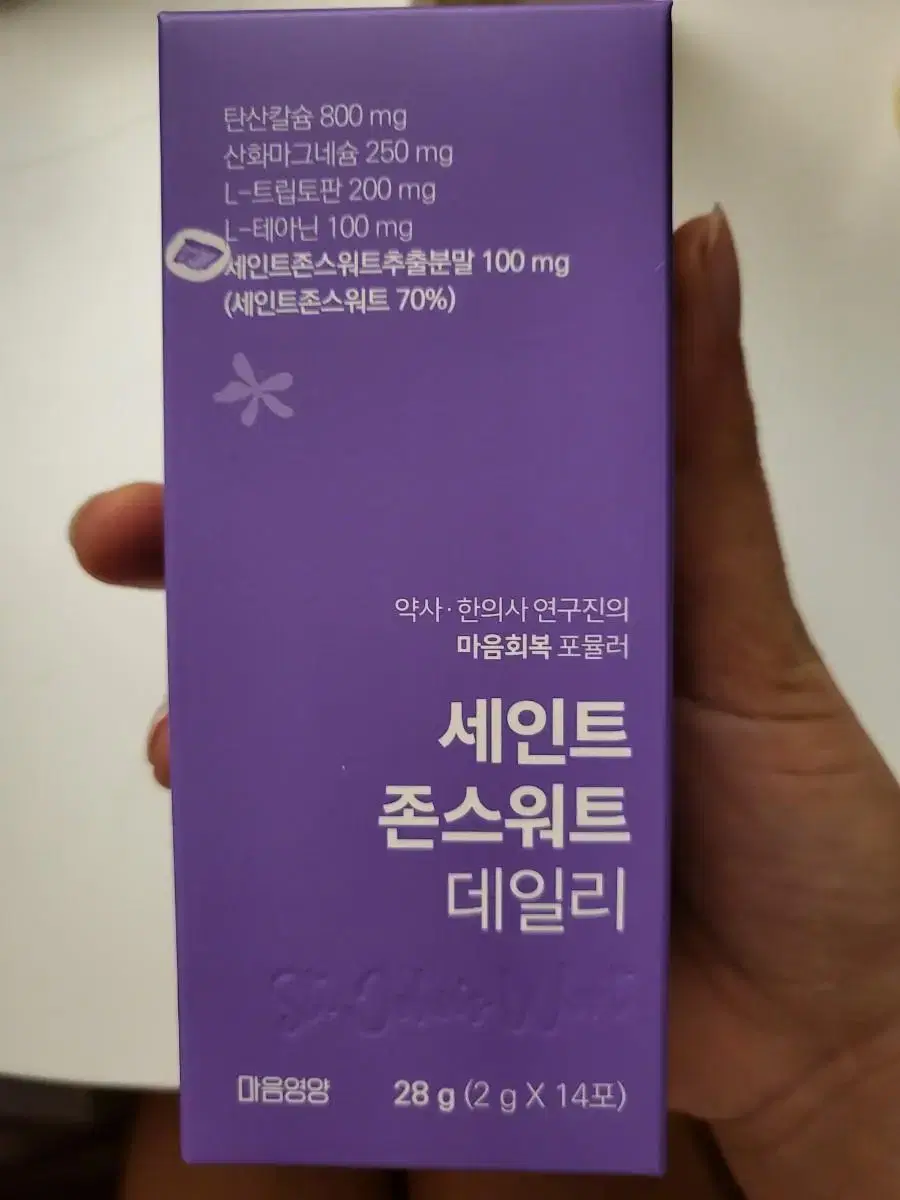 탄산칼슘 800 mg
산화마그네슘 250 mg
L-트립토판 200 mg
L-테아닌 100 mg
세인트존스워트추출분말 100 mg
(세인트존스워트 70%)
약사·한의사 연구진의
마음회복 포뮬러
세인트
존스워트
데일리
마음영양
28 g (2 g X 14포)